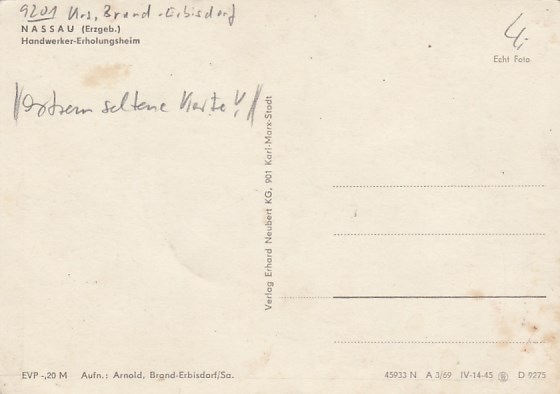 9201 Krs. Brand-Erbisdorf
NASSAU (Erzgeb.)
Handwerker-Erholungsheim
4,-
Echt Foto
//extrem seltene Karte!//
Verlag Erhard Neubert KG, 901 Karl-Marx-Stadt
EVP -,20 M Aufn.: Arnold, Brand-Erbisdorf/Sa.
45933 N A 3/69 IV-14-45 D 9275